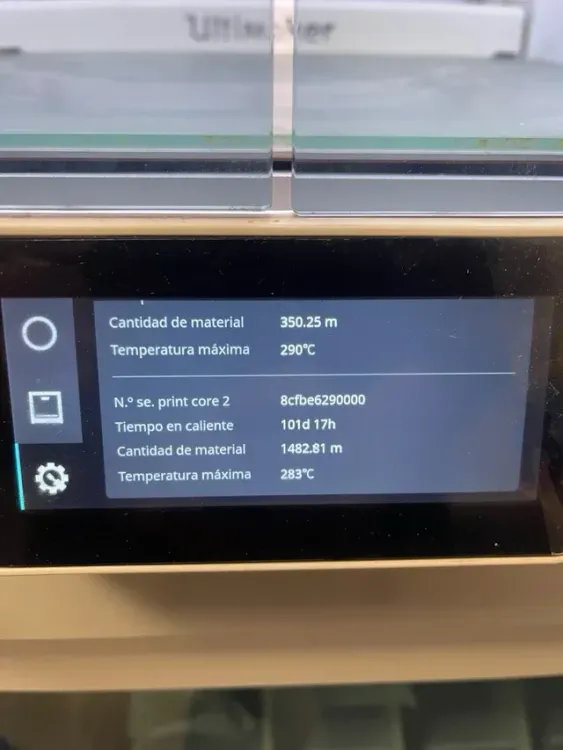 Ultimaker
Cantidad de material 350.25 m
Temperatura máxima 290°C
N.º se. print core 2 8cfbe6290000
Tiempo en caliente 101d 17h
Cantidad de material 1482.81 m
Temperatura máxima 283°C